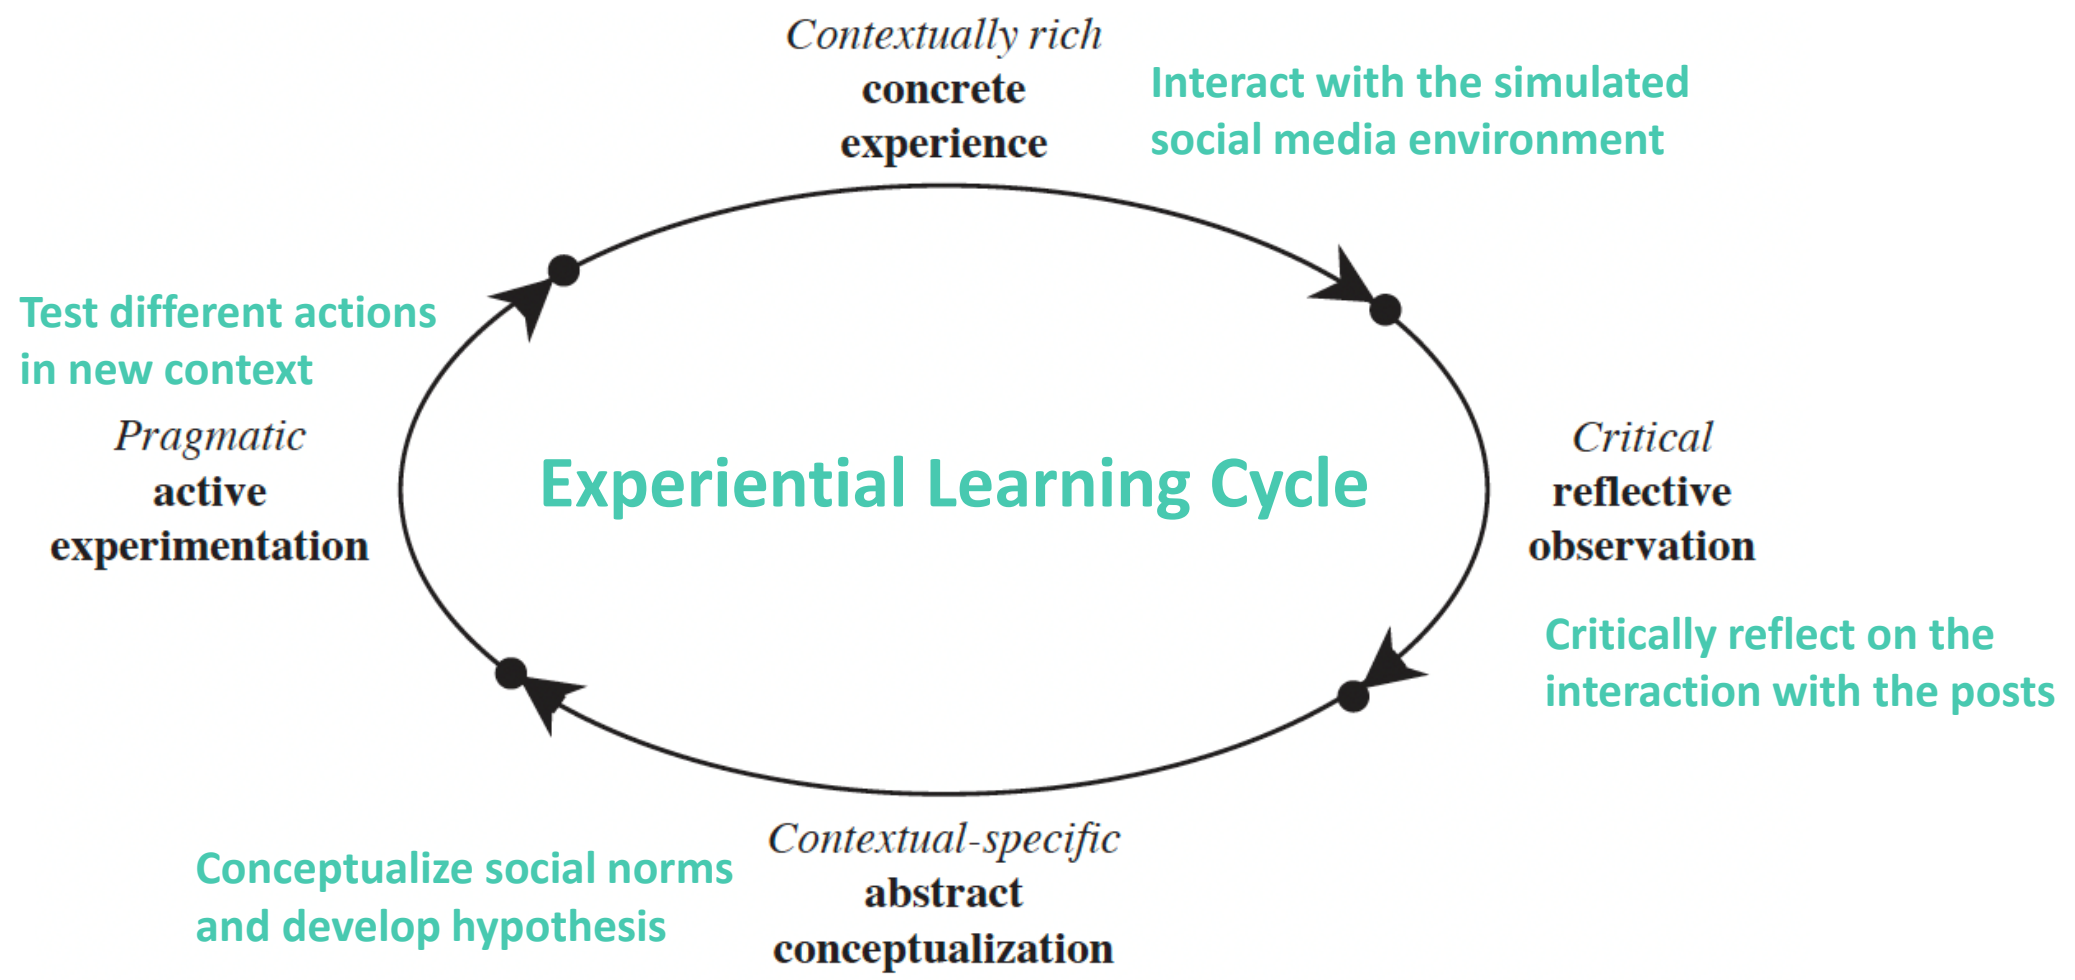 Contextually rich
concrete
experience
Interact with the simulated
social media environment
Test different actions
in new context
Pragmatic
active
experimentation
Experiential Learning Cycle
Critical
reflective
observation
Critically reflect on the
interaction with the posts
Conceptualize social norms
and develop hypothesis
Contextual-specific
abstract
conceptualization